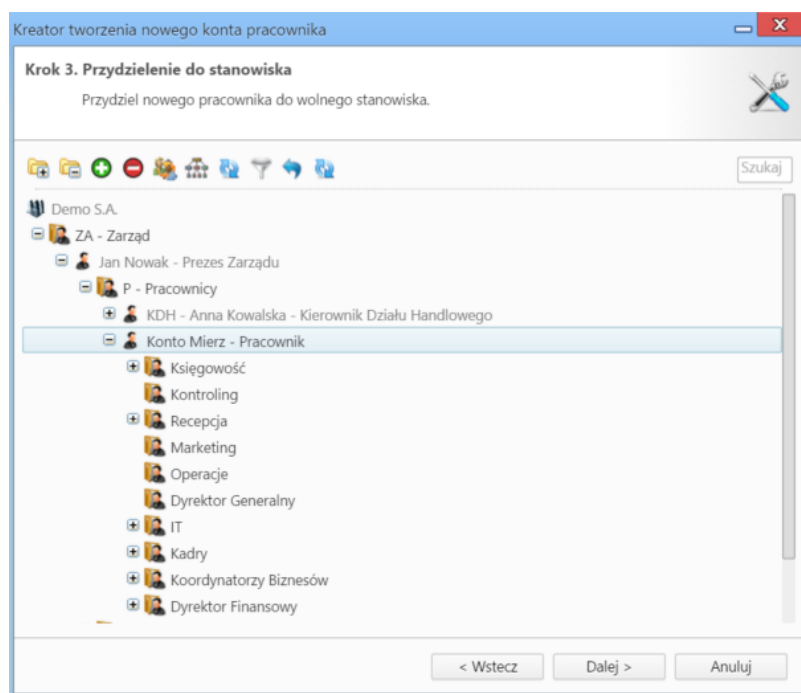 Kreator tworzenia nowego konta pracownika
Krok 3. Przydzielenie do stanowiska
Przydziel nowego pracownika do wolnego stanowiska.
Szukaj
Demo S.A.
ZA - Zarząd
Jan Nowak - Prezes Zarządu
P - Pracownicy
KDH - Anna Kowalska - Kierownik Działu Handlowego
Konto Mierz - Pracownik
Księgowość
Kontroling
Recepcja
Marketing
Operacje
Dyrektor Generalny
IT
Kadry
Koordynatorzy Biznesów
Dyrektor Finansowy
< Wstecz
Dalej >
Anuluj